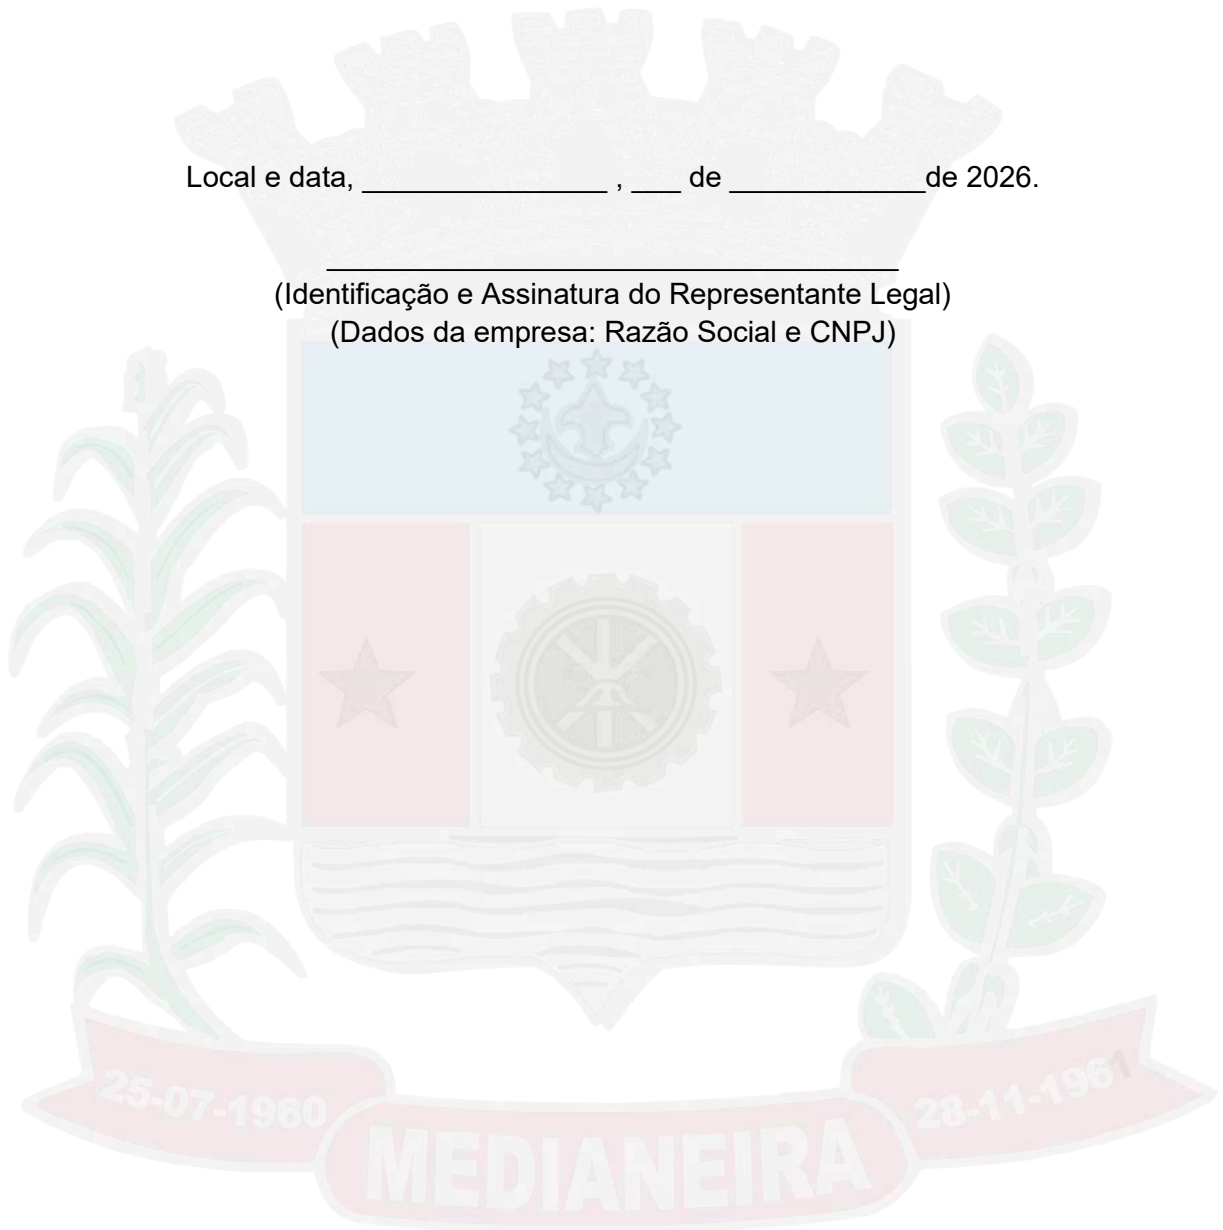 Local e data, _______________ , ___ de ____________de 2026.
___________________________________
(Identificação e Assinatura do Representante Legal)
(Dados da empresa: Razão Social e CNPJ)
25-07-1960
28-11-1961
MEDIANEIRA